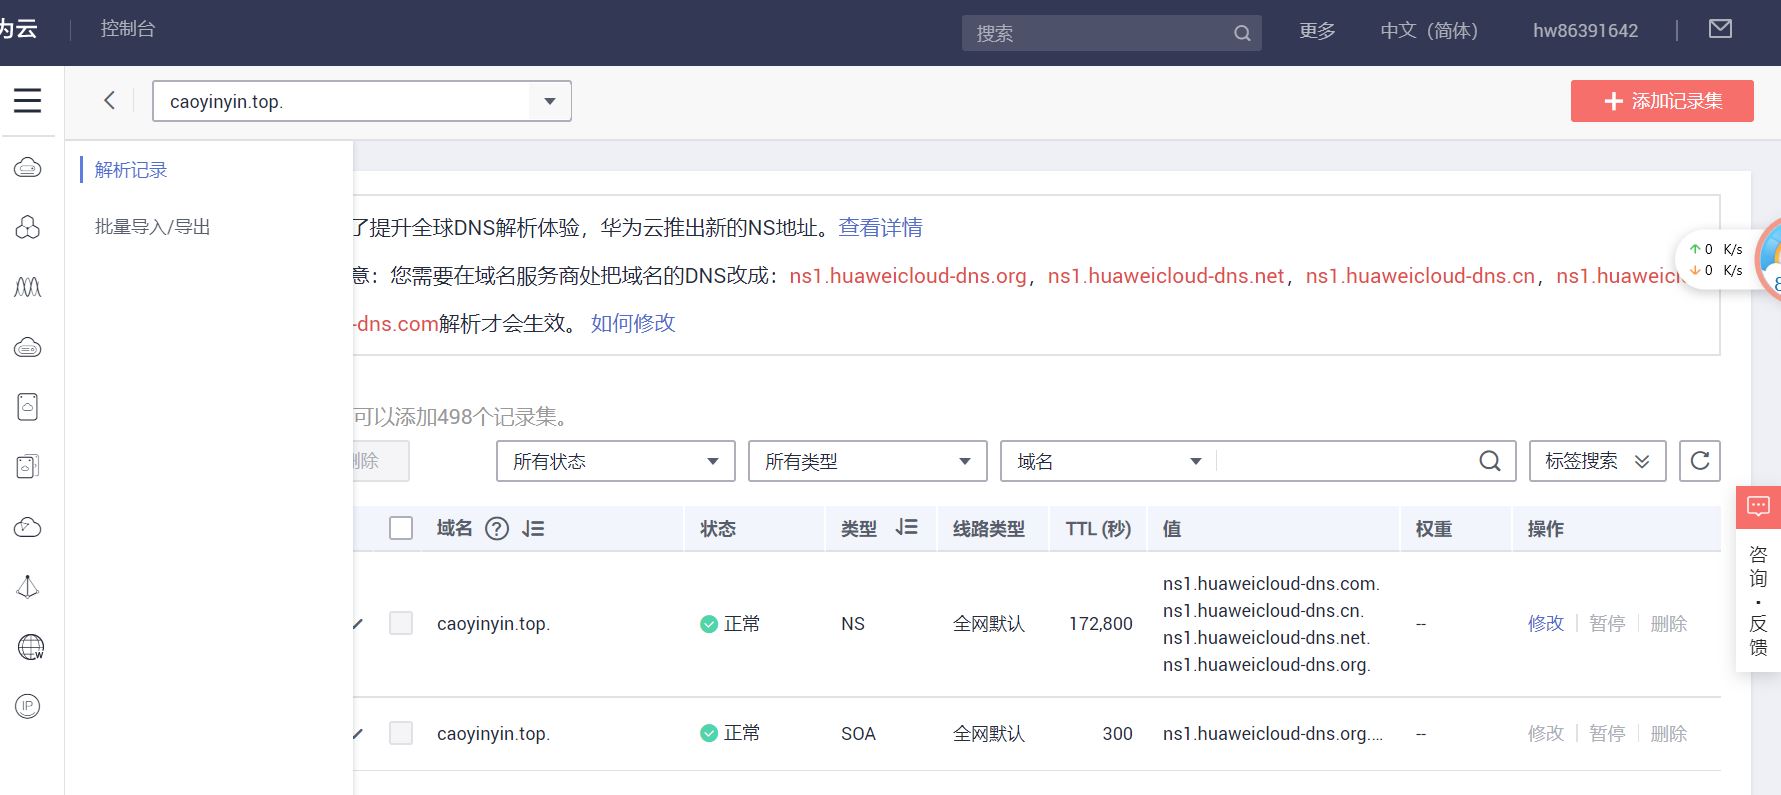 为云
控制台
搜索
更多
中文（简体）
hw86391642
caoyinyin.top.
添加记录集
解析记录
批量导入/导出
了提升全球DNS解析体验，华为云推出新的NS地址。查看详情
意：您需要在域名服务商处把域名的DNS改成：ns1.huaweicloud-dns.org，ns1.huaweicloud-dns.net，ns1.huaweicloud-dns.cn，ns1.huaweicl
-dns.com解析才会生效。 如何修改
0 K/s
0 K/s
可以添加498个记录集。
删除
所有状态
所有类型
域名
标签搜索
域名 状态 类型 线路类型 TTL (秒) 值 权重 操作
caoyinyin.top. 正常 NS 全网默认 172,800 ns1.huaweicloud-dns.com.
ns1.huaweicloud-dns.cn.
ns1.huaweicloud-dns.net.
ns1.huaweicloud-dns.org.
-- 修改 暂停 删除
caoyinyin.top. 正常 SOA 全网默认 300 ns1.huaweicloud-dns.org.... -- 修改 暂停 删除
咨询·反馈
IP